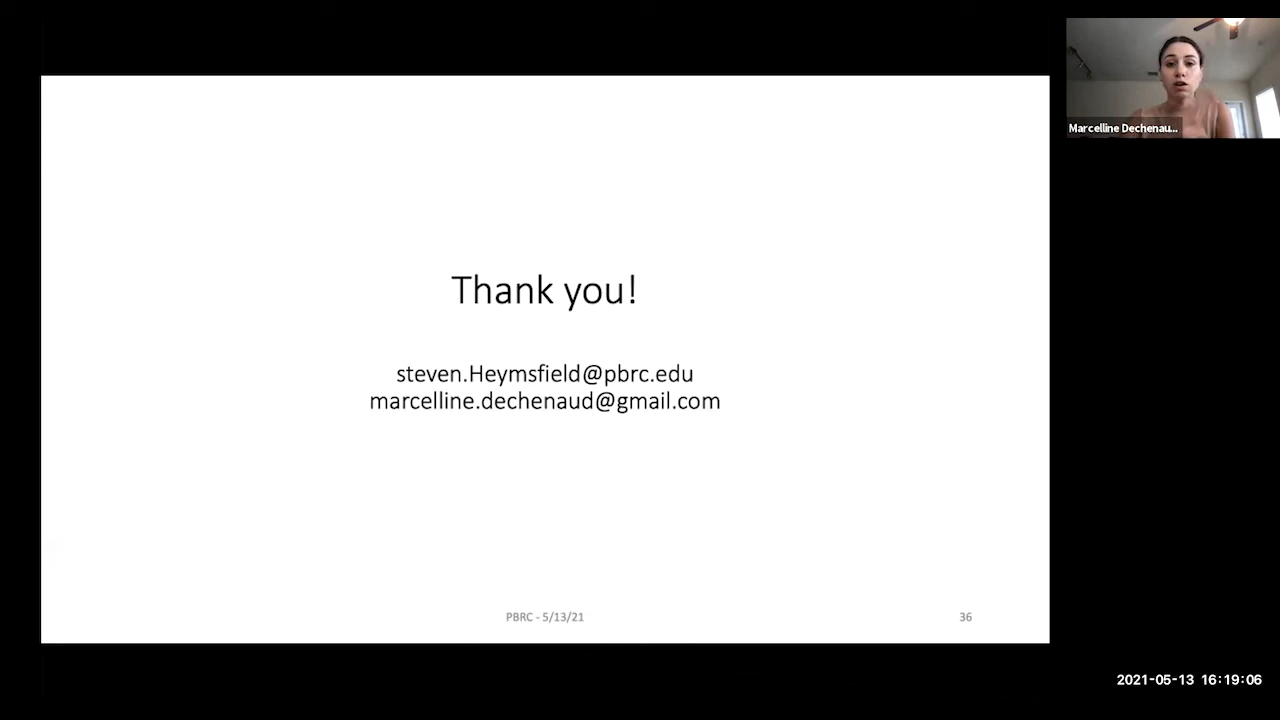 Marcelline Dechenau...
Thank you!
steven.Heymsfield@pbrc.edu
marcelline.dechenaud@gmail.com
PBRC - 5/13/21
36
2021-05-13 16:19:06